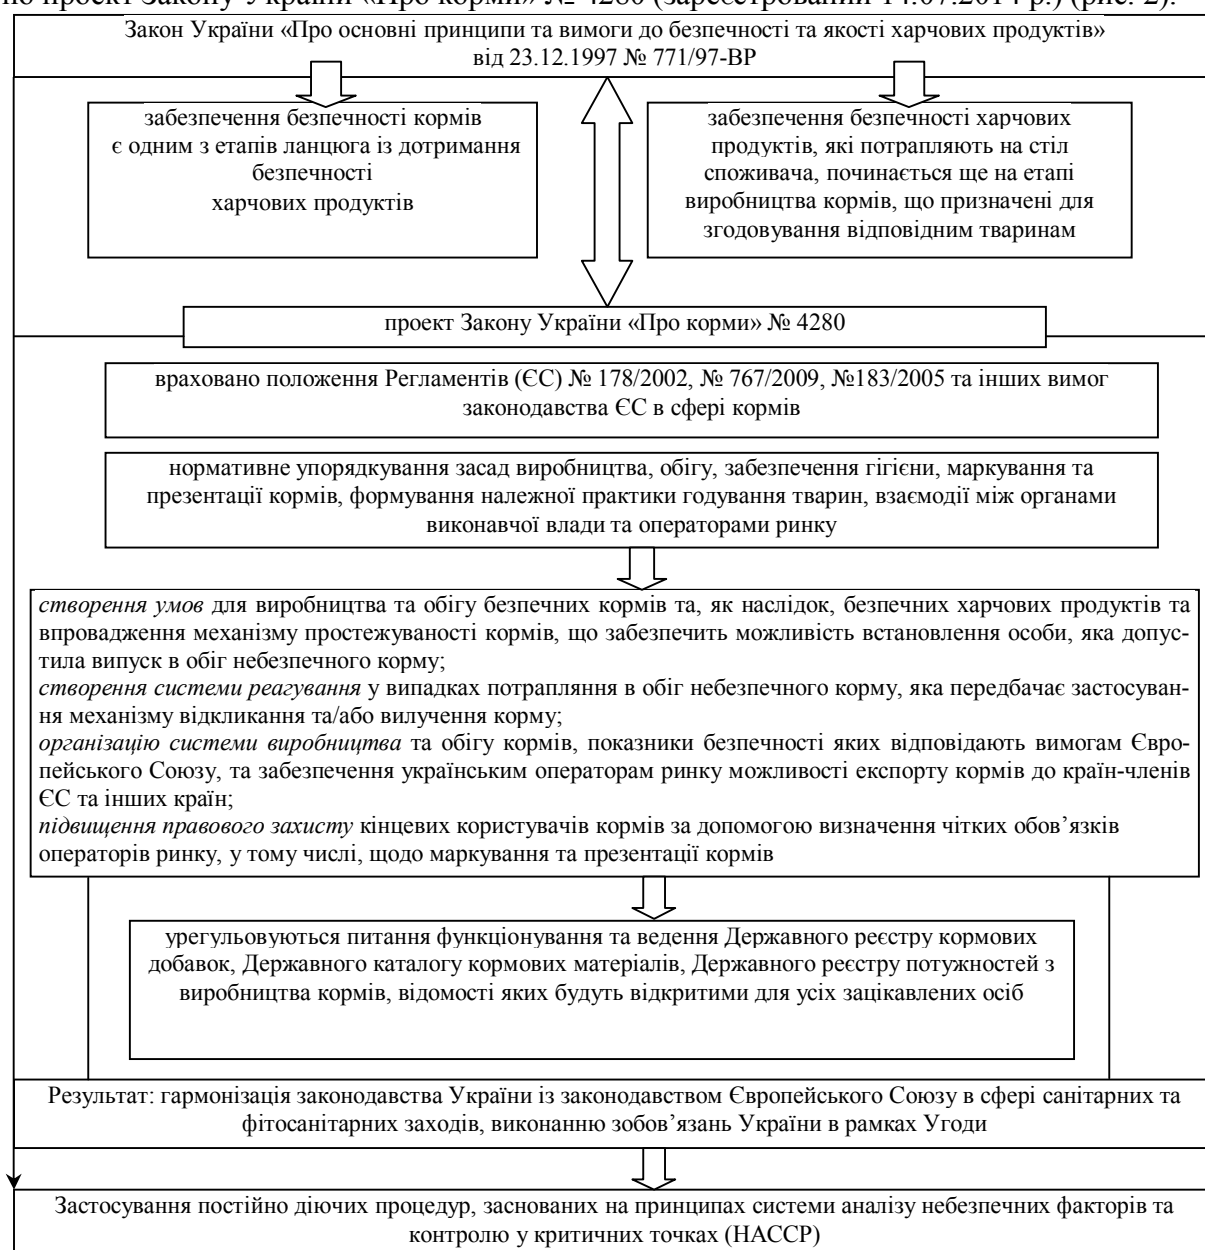 но проект Закону України «Про корми» № 4280 (зареєстрований 14.07.2014 р.) (рис. 2).
Закон України «Про основні принципи та вимоги до безпечності та якості харчових продуктів»
від 23.12.1997 № 771/97-ВР
забезпечення безпечності кормів
є одним з етапів ланцюга із дотримання
безпечності
харчових продуктів
забезпечення безпечності харчових
продуктів, які потрапляють на стіл
споживача, починається ще на етапі
виробництва кормів, що призначені для
згодовування відповідним тваринам
проект Закону України «Про корми» № 4280
враховано положення Регламентів (ЄС) № 178/2002, № 767/2009, №183/2005 та інших вимог
законодавства ЄС в сфері кормів
нормативне упорядкування засад виробництва, обігу, забезпечення гігієни, маркування та
презентації кормів, формування належної практики годування тварин, взаємодії між органами
виконавчої влади та операторами ринку
створення умов для виробництва та обігу безпечних кормів та, як наслідок, безпечних харчових продуктів та
впровадження механізму простежуваності кормів, що забезпечить можливість встановлення особи, яка допус-
тила випуск в обіг небезпечного корму;
створення системи реагування у випадках потрапляння в обіг небезпечного корму, яка передбачає застосуван-
ня механізму відкликання та/або вилучення корму;
організацію системи виробництва та обігу кормів, показники безпечності яких відповідають вимогам Євро-
пейського Союзу, та забезпечення українським операторам ринку можливості експорту кормів до країн-членів
ЄС та інших країн;
підвищення правового захисту кінцевих користувачів кормів за допомогою визначення чітких обов’язків
операторів ринку, у тому числі, щодо маркування та презентації кормів
урегульовуються питання функціонування та ведення Державного реєстру кормових
добавок, Державного каталогу кормових матеріалів, Державного реєстру потужностей з
виробництва кормів, відомості яких будуть відкритими для усіх зацікавлених осіб
Результат: гармонізація законодавства України із законодавством Європейського Союзу в сфері санітарних та
фітосанітарних заходів, виконанню зобов’язань України в рамках Угоди
Застосування постійно діючих процедур, заснованих на принципах системи аналізу небезпечних факторів та
контролю у критичних точках (НАССР)